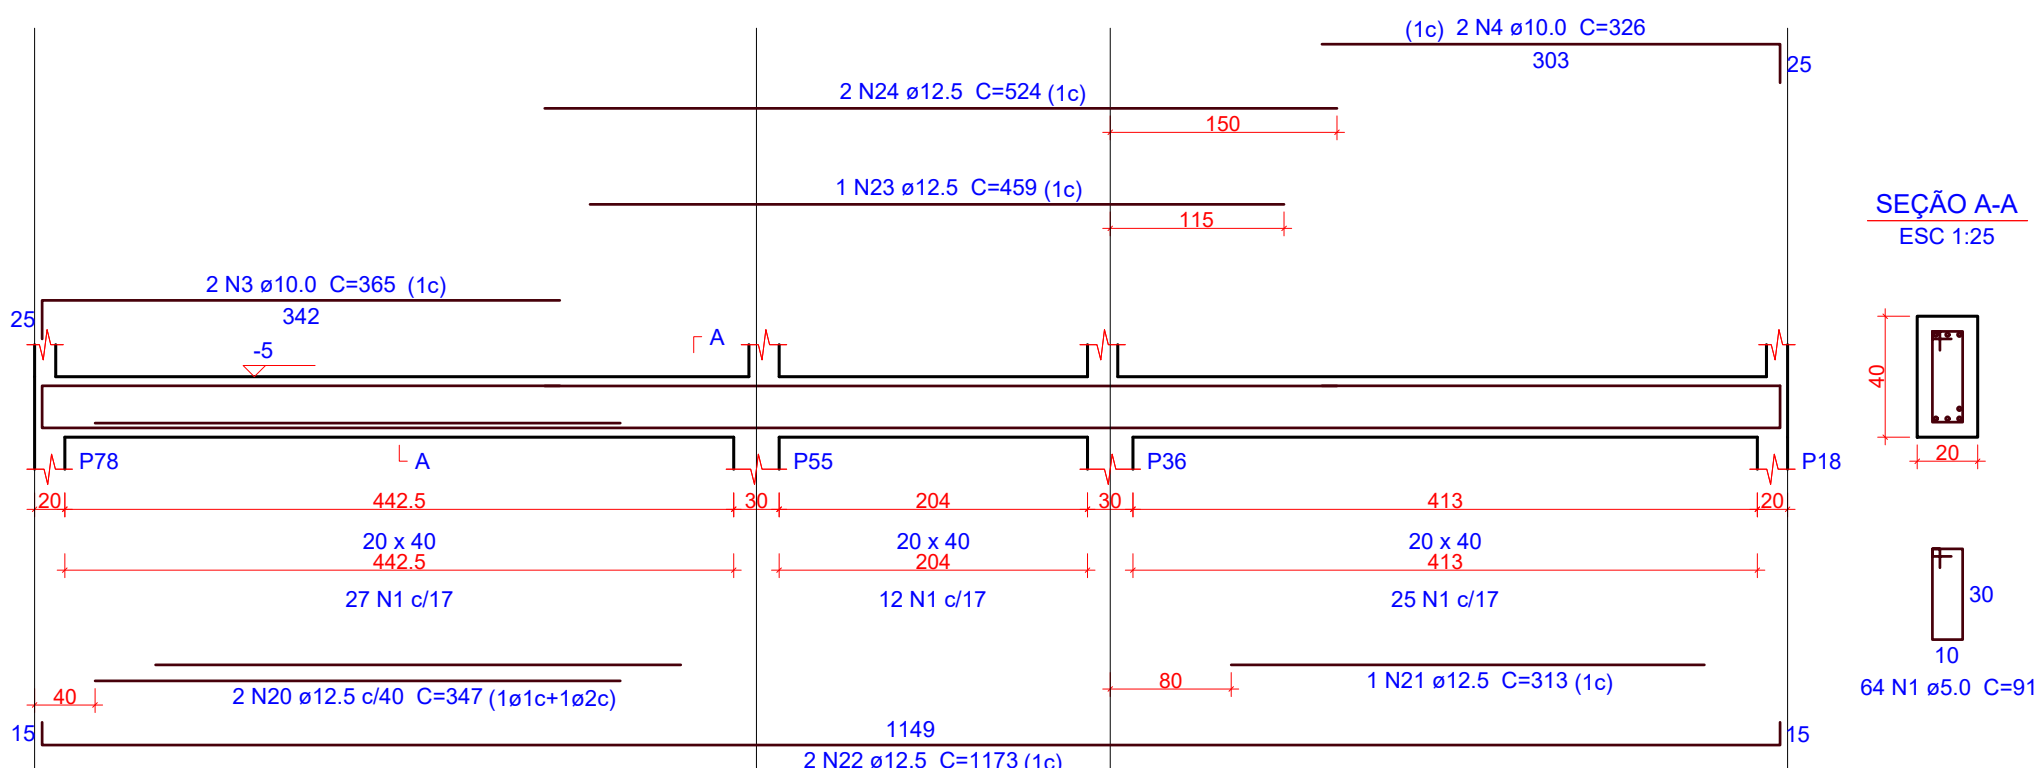 (1c) 2 N4 ø10.0 C=326
303
25
2 N24 ø12.5 C=524 (1c)
150
1 N23 ø12.5 C=459 (1c)
115
SEÇÃO A-A
ESC 1:25
2 N3 ø10.0 C=365 (1c)
25
342
A
-5
40
20
A
P78
P55
P36
P18
20
442.5
30
204
30
413
20
20 x 40
20 x 40
20 x 40
442.5
204
413
27 N1 c/17
12 N1 c/17
25 N1 c/17
30
10
64 N1 ø5.0 C=91
40
2 N20 ø12.5 c/40 C=347 (1ø1c+1ø2c)
80
1 N21 ø12.5 C=313 (1c)
15
1149
15
2 N22 ø12.5 C=1173 (1c)